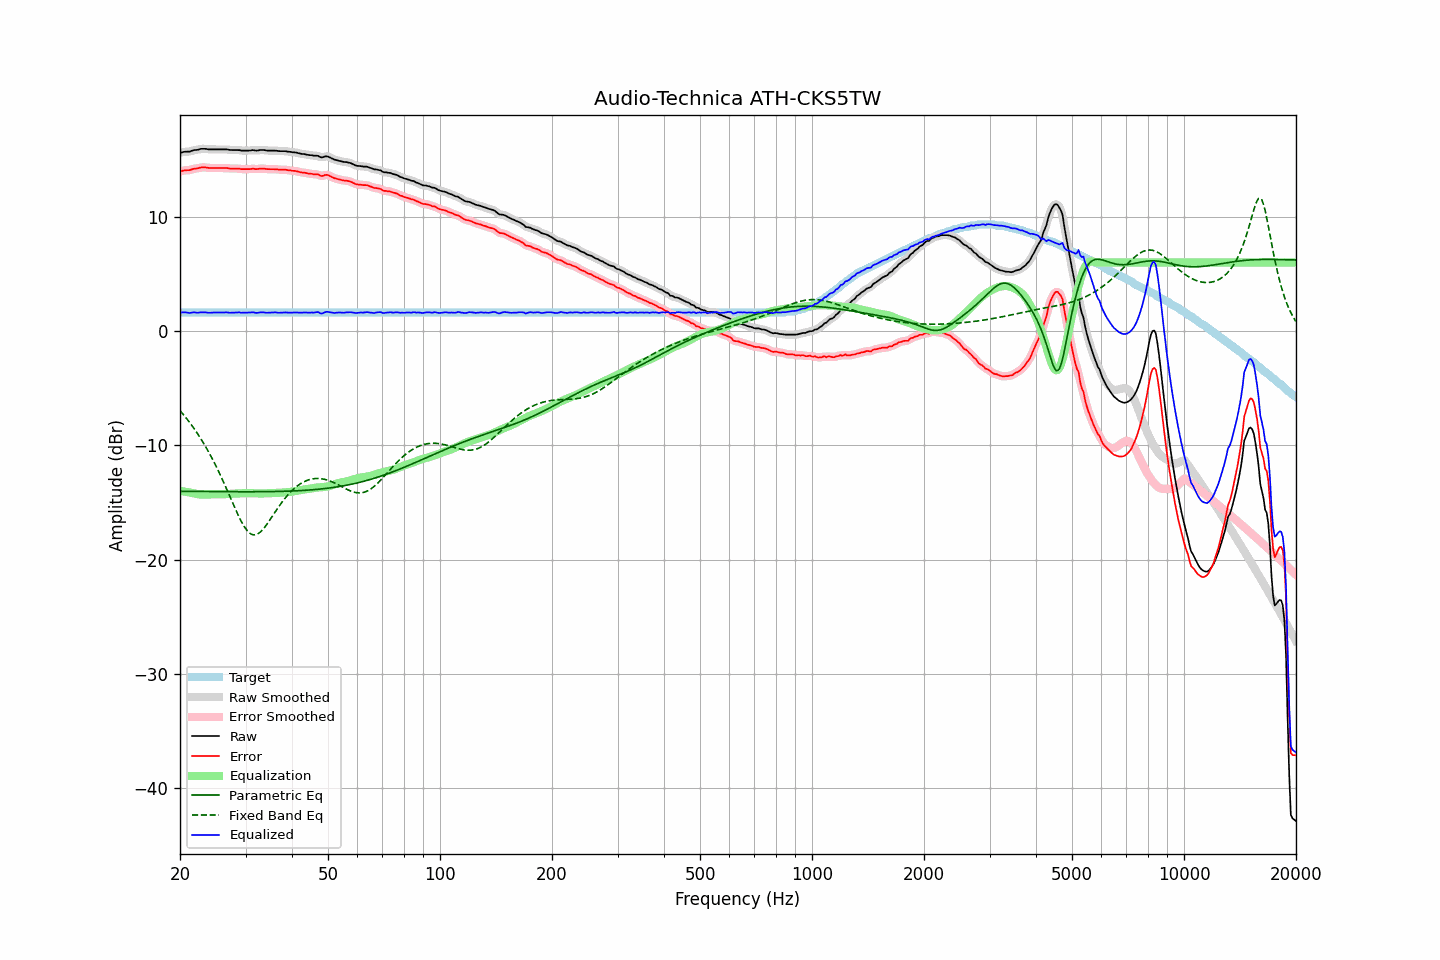 Audio-Technica ATH-CKS5TW
Amplitude (dBr)
10
0
−10
−20
−30
−40
Target
Raw Smoothed
Error Smoothed
Raw
Error
Equalization
Parametric Eq
Fixed Band Eq
Equalized
20 50 100 200 500 1000 2000 5000 10000 20000
Frequency (Hz)